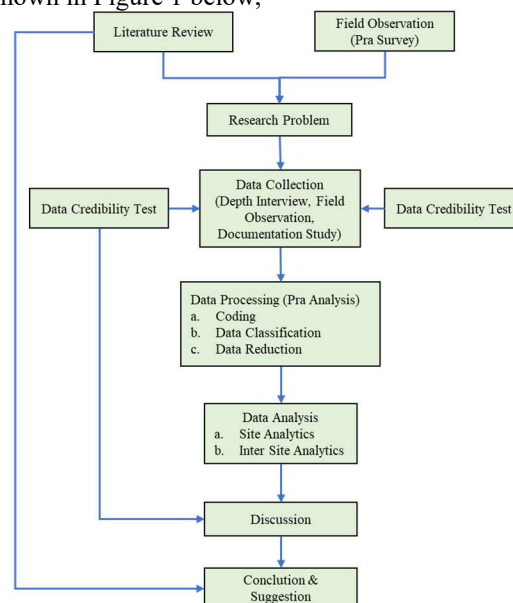 hown in Figure 1 below;
Literature Review
Field Observation
(Pra Survey)
Research Problem
Data Collection
(Depth Interview, Field
Observation,
Documentation Study)
Data Credibility Test
Data Credibility Test
Data Processing (Pra Analysis)
a. Coding
b. Data Classification
c. Data Reduction
Data Analysis
a. Site Analytics
b. Inter Site Analytics
Discussion
Conclution &
Suggestion